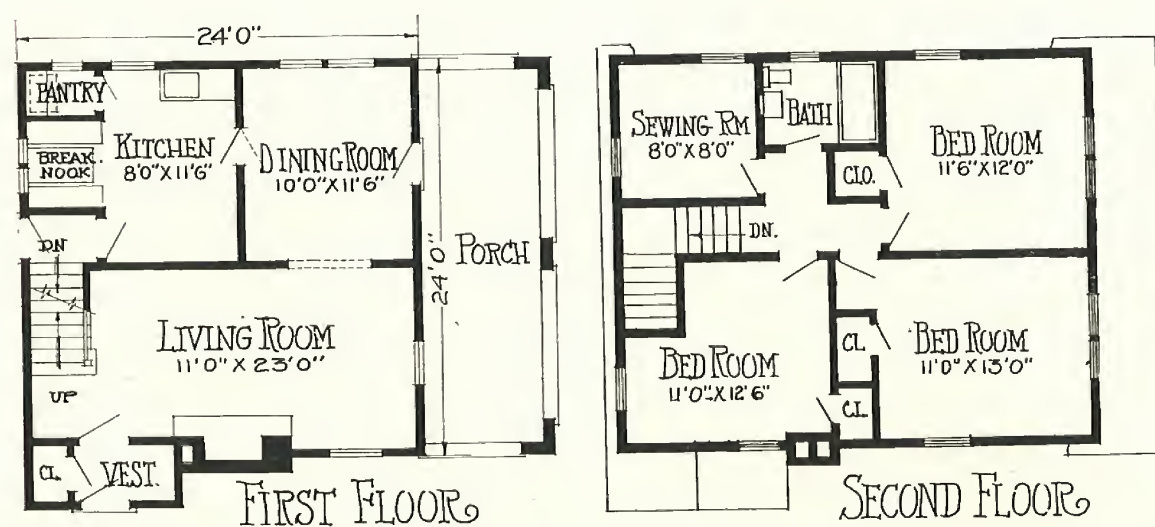 24'0"
PANTRY
KITCHEN
8'0"X11'6"
BREAK.
NOOK
DINING ROOM
10'0"X11'6"
DN
PORCH
24'0"
LIVING ROOM
11'0" X 23'0"
UP
CL.
VEST.
FIRST FLOOR
SEWING RM
8'0"X8'0"
BATH
BED ROOM
11'6"X12'0"
CLO.
DN.
BED ROOM
11'0"X12'6"
CL
BED ROOM
11'0"X13'0"
CL.
SECOND FLOOR